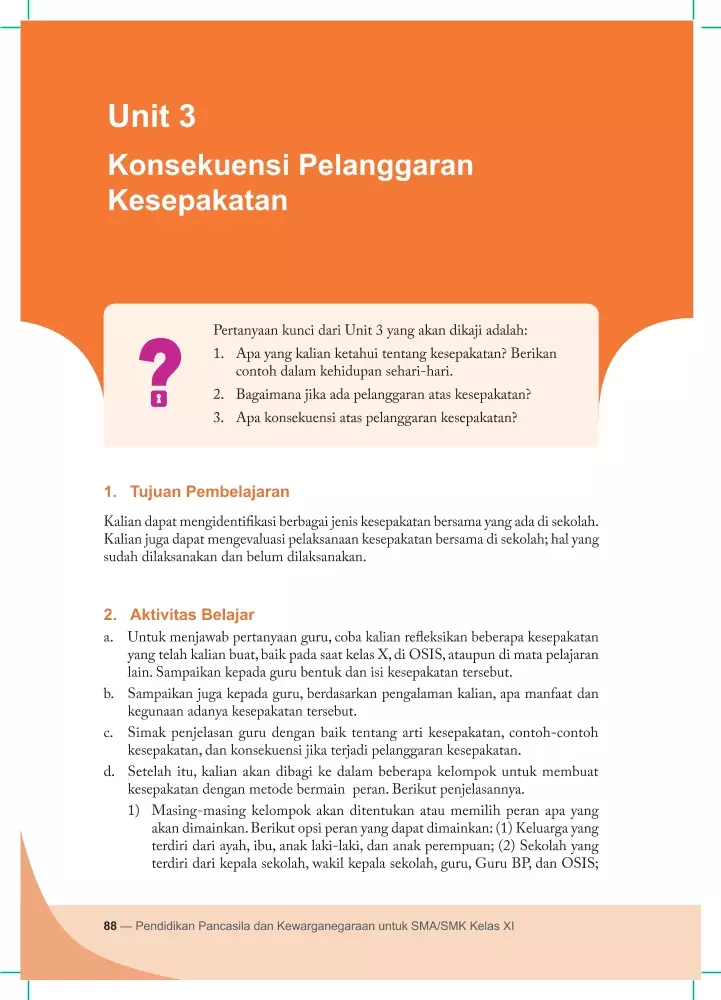 Unit 3
Konsekuensi Pelanggaran
Kesepakatan
Pertanyaan kunci dari Unit 3 yang akan dikaji adalah:
1. Apa yang kalian ketahui tentang kesepakatan? Berikan
contoh dalam kehidupan sehari-hari.
2. Bagaimana jika ada pelanggaran atas kesepakatan?
3. Apa konsekuensi atas pelanggaran kesepakatan?
1. Tujuan Pembelajaran
Kalian dapat mengidentifikasi berbagai jenis kesepakatan bersama yang ada di sekolah.
Kalian juga dapat mengevaluasi pelaksanaan kesepakatan bersama di sekolah; hal yang
sudah dilaksanakan dan belum dilaksanakan.
2. Aktivitas Belajar
a. Untuk menjawab pertanyaan guru, coba kalian refleksikan beberapa kesepakatan
yang telah kalian buat, baik pada saat kelas X, di OSIS, ataupun di mata pelajaran
lain. Sampaikan kepada guru bentuk dan isi kesepakatan tersebut.
b. Sampaikan juga kepada guru, berdasarkan pengalaman kalian, apa manfaat dan
kegunaan adanya kesepakatan tersebut.
c. Simak penjelasan guru dengan baik tentang arti kesepakatan, contoh-contoh
kesepakatan, dan konsekuensi jika terjadi pelanggaran kesepakatan.
d. Setelah itu, kalian akan dibagi ke dalam beberapa kelompok untuk membuat
kesepakatan dengan metode bermain peran. Berikut penjelasannya.
1) Masing-masing kelompok akan ditentukan atau memilih peran apa yang
akan dimainkan. Berikut opsi peran yang dapat dimainkan: (1) Keluarga yang
terdiri dari ayah, ibu, anak laki-laki, dan anak perempuan; (2) Sekolah yang
terdiri dari kepala sekolah, wakil kepala sekolah, guru, Guru BP, dan OSIS;
88 — Pendidikan Pancasila dan Kewarganegaraan untuk SMA/SMK Kelas XI